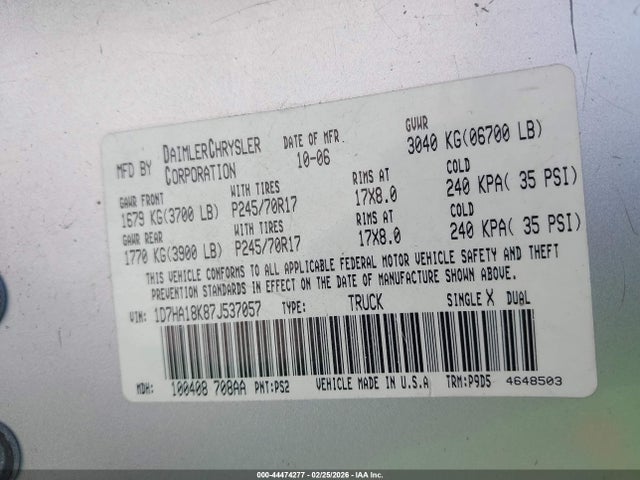 MFD BY DAIMLERCHRYSLER CORPORATION DATE OF MFR. 10-06 GVWR 3040 KG(06700 LB)
GAWR FRONT WITH TIRES RIMS AT COLD
1679 KG(3700 LB) P245/70R17 17X8.0 240 KPA( 35 PSI)
GAWR REAR WITH TIRES RIMS AT COLD
1770 KG(3900 LB) P245/70R17 17X8.0 240 KPA( 35 PSI)
THIS VEHICLE CONFORMS TO ALL APPLICABLE FEDERAL MOTOR VEHICLE SAFETY AND THEFT
PREVENTION STANDARDS IN EFFECT ON THE DATE OF MANUFACTURE SHOWN ABOVE.
VIN: 1D7HA18K87J537057 TYPE: TRUCK SINGLE X DUAL
MDH: 100408 708AA PNT:PS2 VEHICLE MADE IN U.S.A TRM:P9D5 4648503
000-44474277 - 02/25/2026 - IAA Inc.